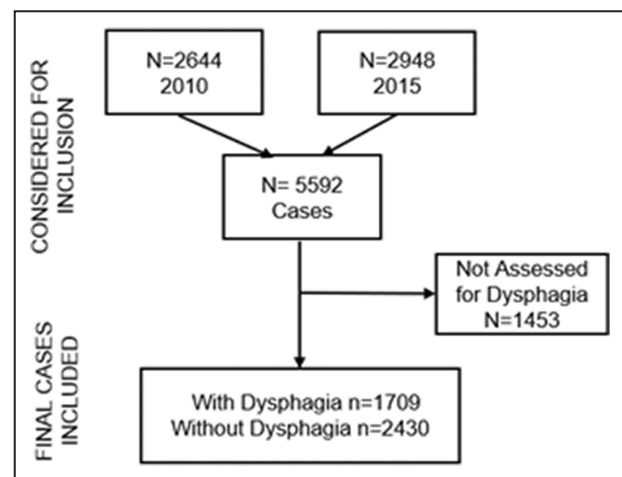 CONSIDERED FOR
INCLUSION
N=2644
2010
N=2948
2015
N= 5592
Cases
Not Assessed
for Dysphagia
N=1453
FINAL CASES
INCLUDED
With Dysphagia n=1709
Without Dysphagia n=2430